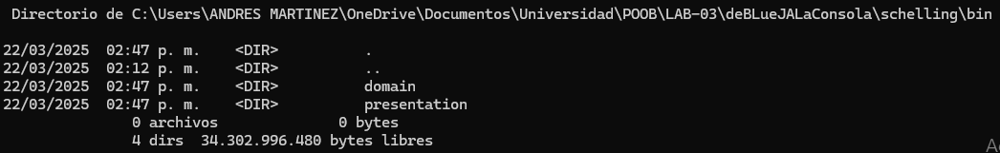 Directorio de C:\Users\ANDRES MARTINEZ\OneDrive\Documentos\Universidad\POOB\LAB-03\deBLueJALaConsola\schelling\bin
22/03/2025  02:47 p. m.    <DIR>          .
22/03/2025  02:12 p. m.    <DIR>          ..
22/03/2025  02:47 p. m.    <DIR>          domain
22/03/2025  02:47 p. m.    <DIR>          presentation
0 archivos              0 bytes
4 dirs  34.302.996.480 bytes libres